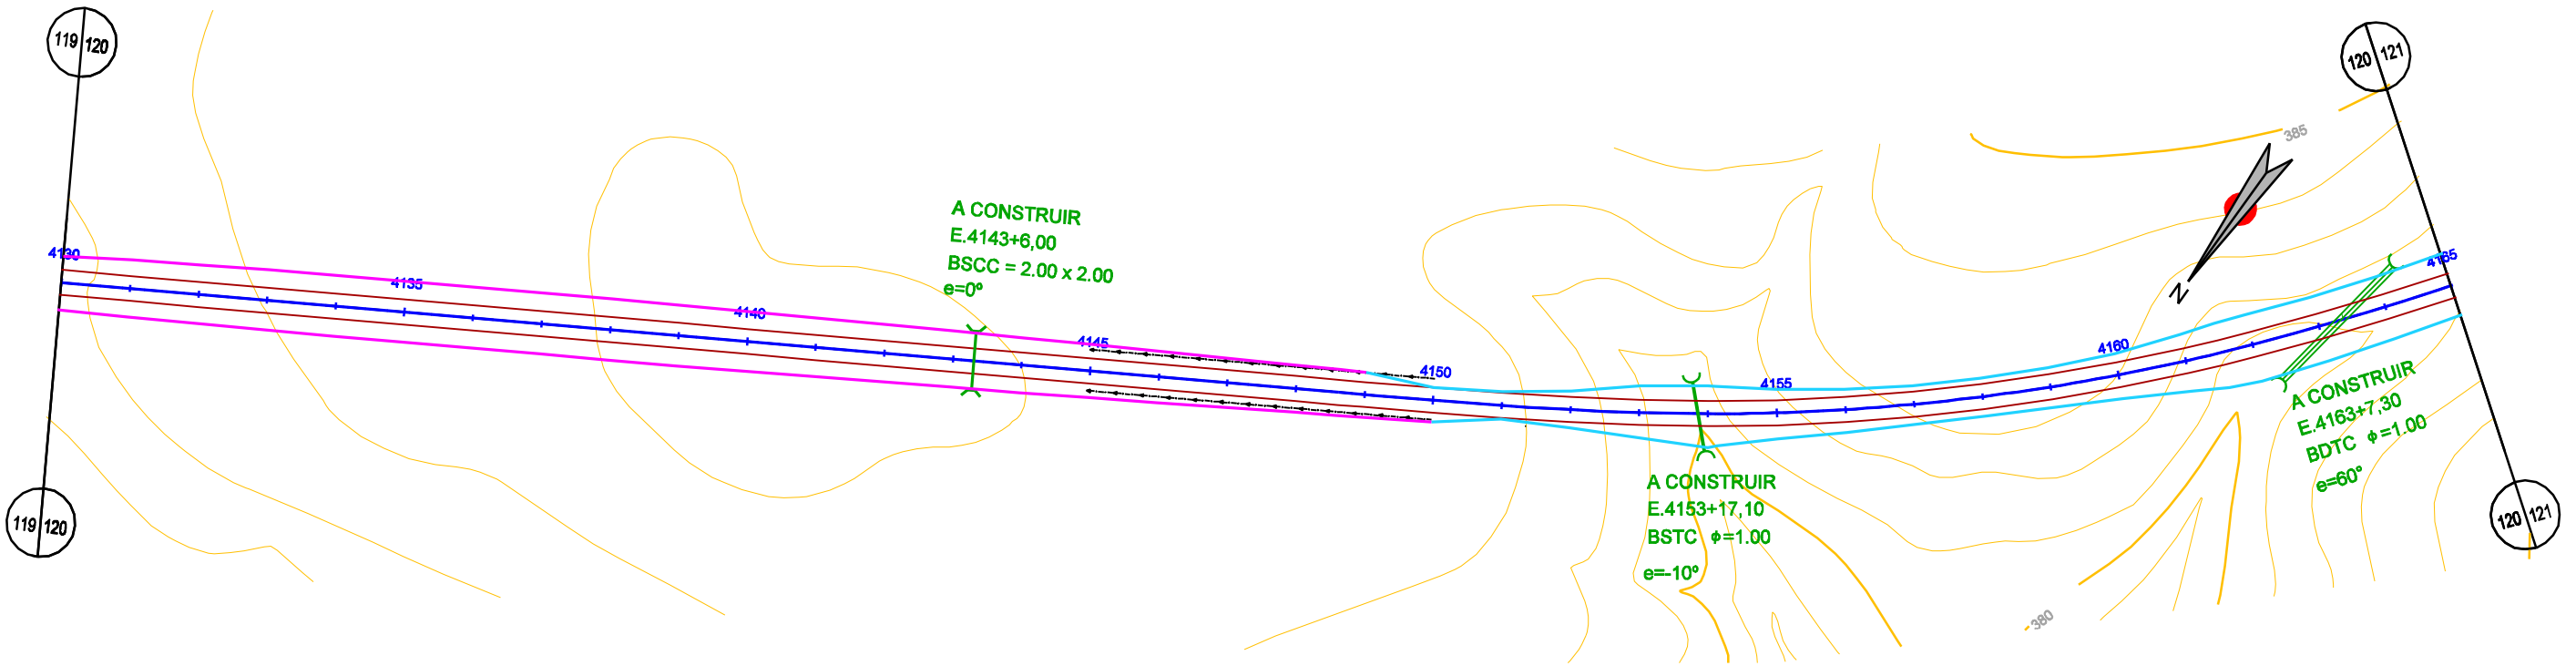 119 120
120 121
385
A CONSTRUIR
E.4143+6,00
BSCC = 2.00 x 2.00
e=0º
4130
4135
4140
4145
4150
4155
4160
4165
N
A CONSTRUIR
E.4163+7,30
BDTC ϕ=1.00
e=60°
A CONSTRUIR
E.4153+17,10
BSTC ϕ=1.00
e=-10º
119 120
120 121
380